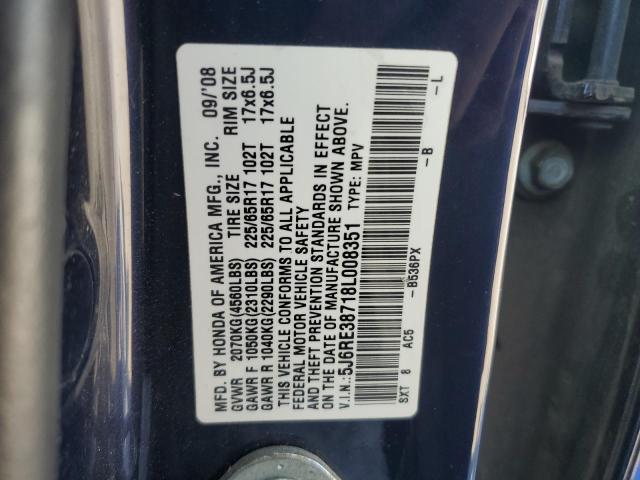 MFD. BY HONDA OF AMERICA MFG., INC. 09/'08
GVWR 2070KG(4560LBS) TIRE SIZE RIM SIZE
GAWR F 1050KG(2310LBS) 225/65R17 102T 17x6.5J
GAWR R 1040KG(2290LBS) 225/65R17 102T 17x6.5J
THIS VEHICLE CONFORMS TO ALL APPLICABLE
FEDERAL MOTOR VEHICLE SAFETY
AND THEFT PREVENTION STANDARDS IN EFFECT
ON THE DATE OF MANUFACTURE SHOWN ABOVE.
V.I.N.: 5J6RE38718L008351 TYPE: MPV
SXT 8 AC5 -B536PX -B -L